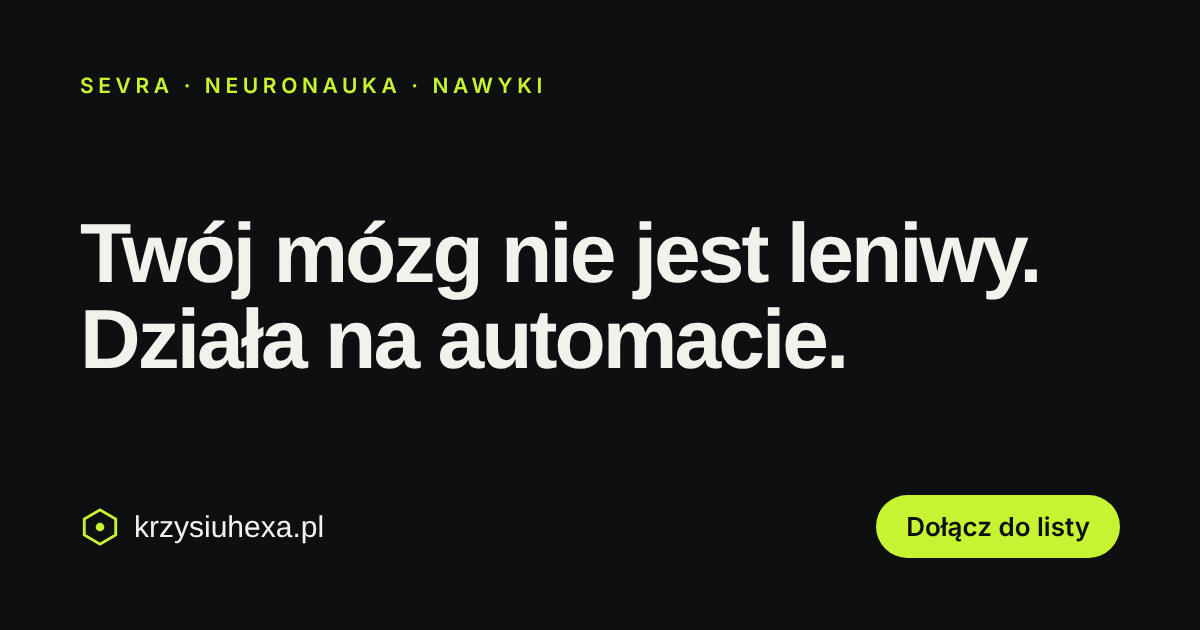 SEVRA · NEURONAUKA · NAWYKI
Twój mózg nie jest leniwy.
Działa na automacie.
krzysiuhexa.pl
Dołącz do listy